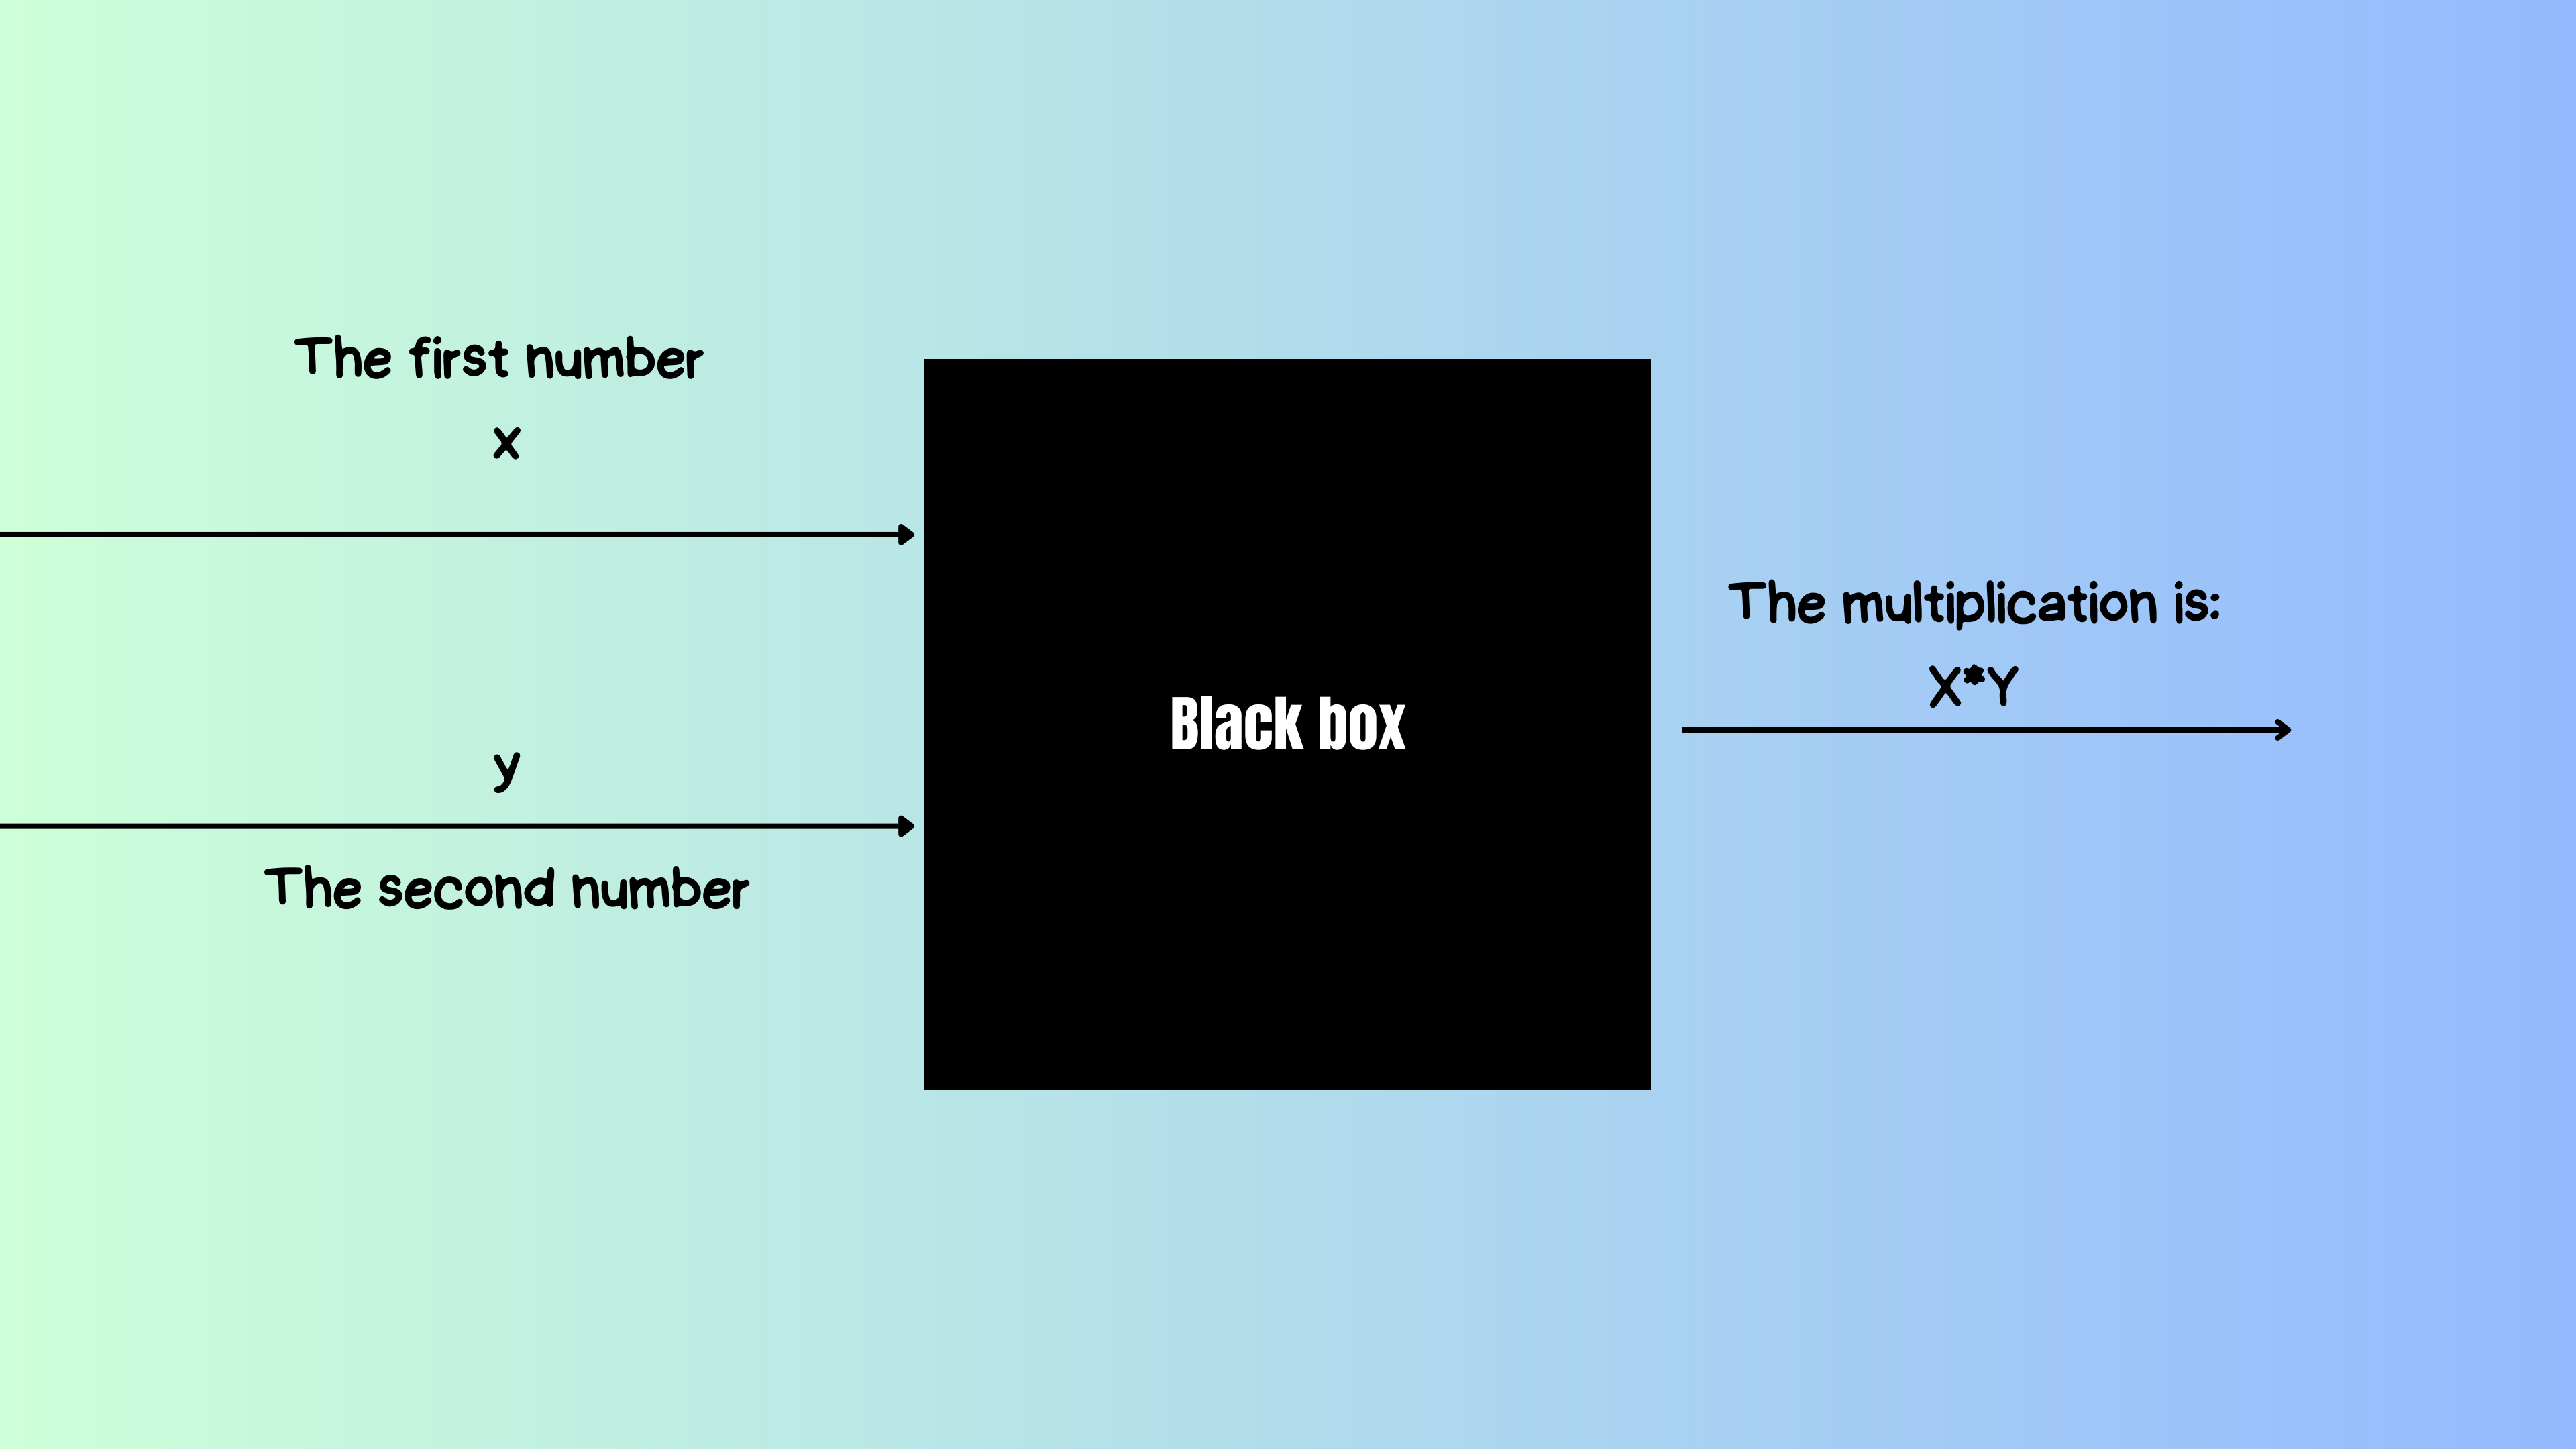 The first number
x
y
The second number
Black box
The multiplication is:
X*Y